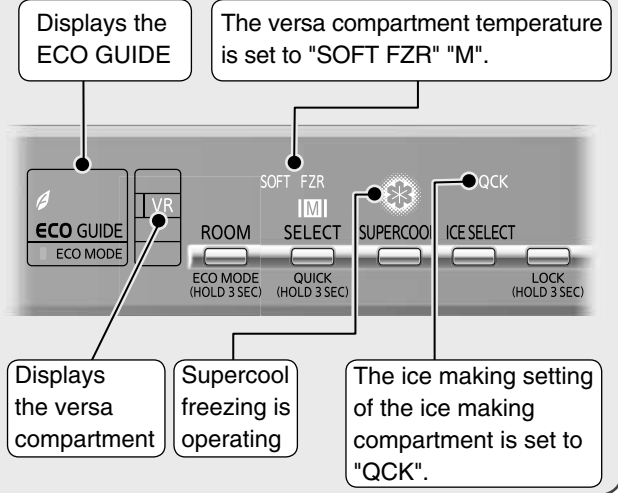 Displays the
ECO GUIDE
The versa compartment temperature
is set to "SOFT FZR" "M".
SOFT FZR
QCK
VR
M
ECO GUIDE
ROOM
SELECT
SUPERCOOL
ICE SELECT
ECO MODE
ECO MODE
(HOLD 3 SEC)
QUICK
(HOLD 3 SEC)
LOCK
(HOLD 3 SEC)
Displays
the versa
compartment
Supercool
freezing is
operating
The ice making setting
of the ice making
compartment is set to
"QCK".